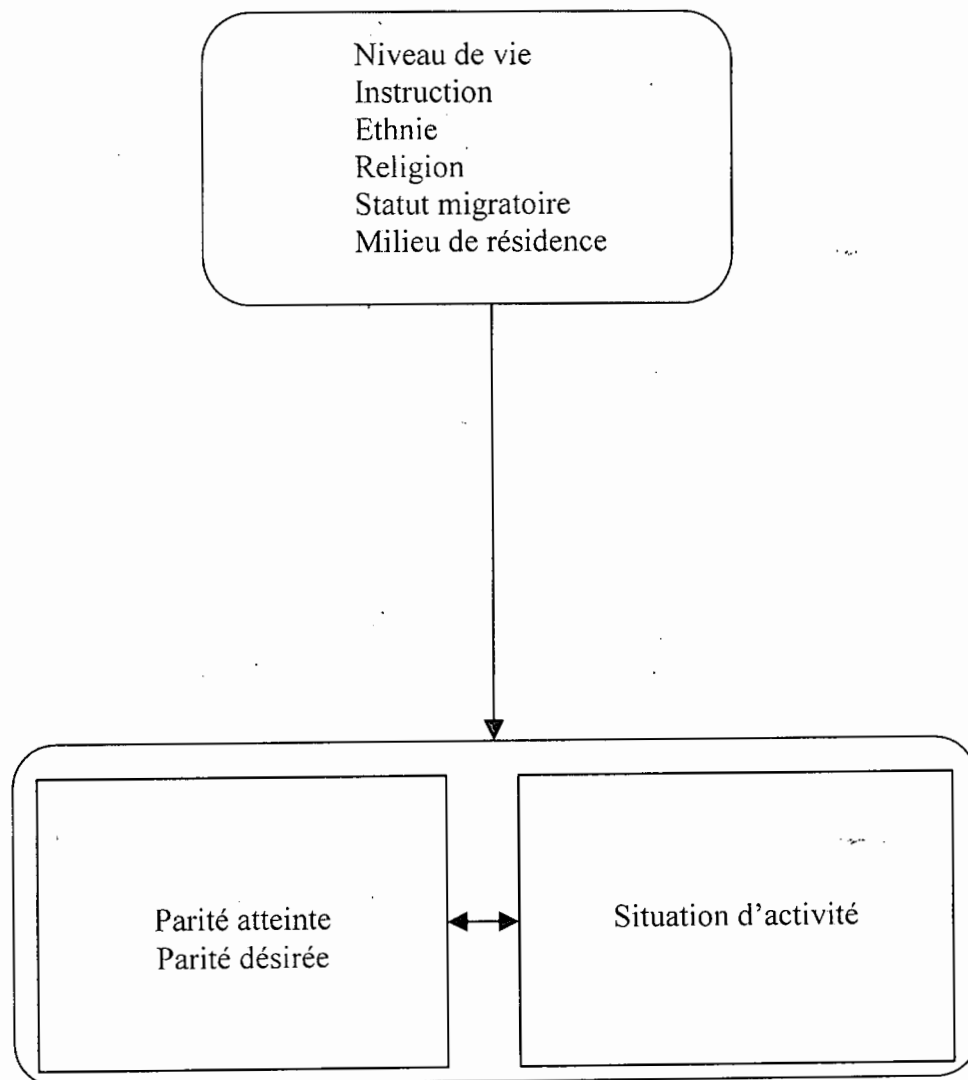 Niveau de vie
Instruction
Ethnie
Religion
Statut migratoire
Milieu de résidence
Parité atteinte
Parité désirée
Situation d’activité